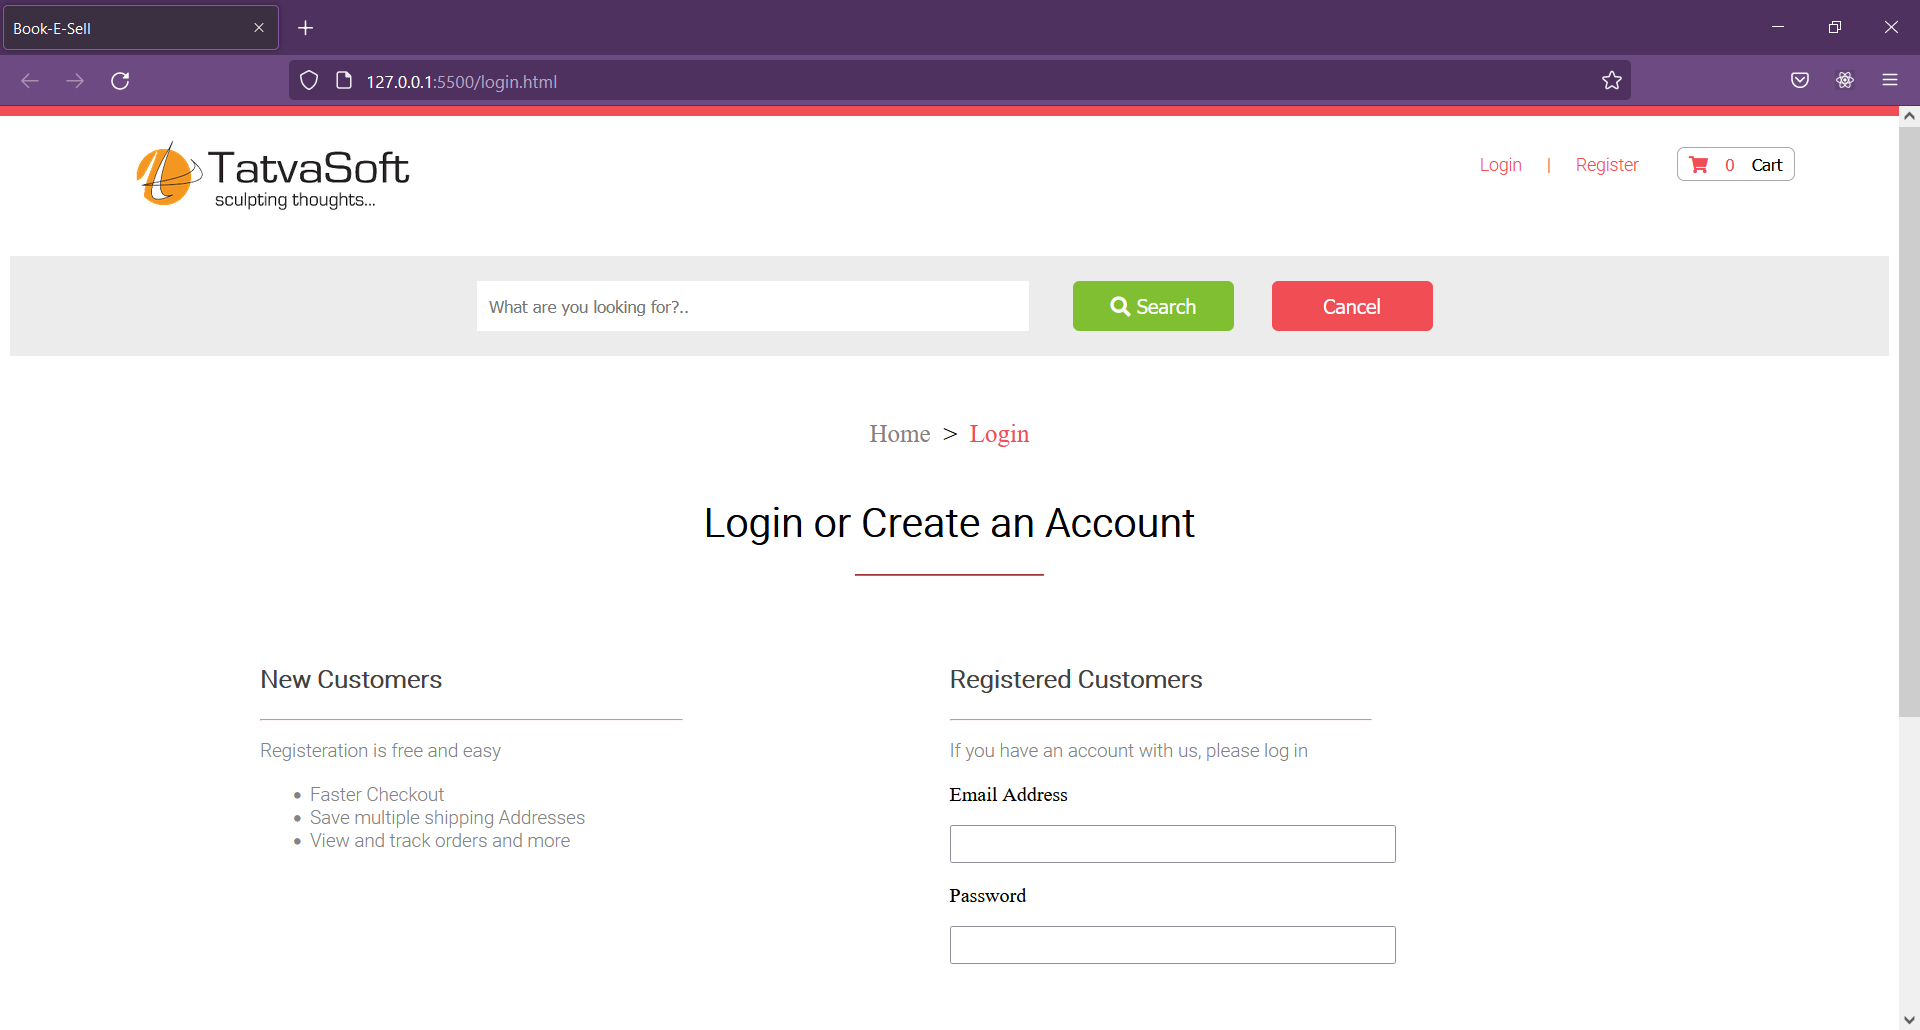 Book-E-Sell
127.0.0.1:5500/login.html
TatvaSoft
sculpting thoughts...
Login | Register 0 Cart
What are you looking for?.. Search Cancel
Home > Login
Login or Create an Account
New Customers
Registeration is free and easy
• Faster Checkout
• Save multiple shipping Addresses
• View and track orders and more
Registered Customers
If you have an account with us, please log in
Email Address
Password